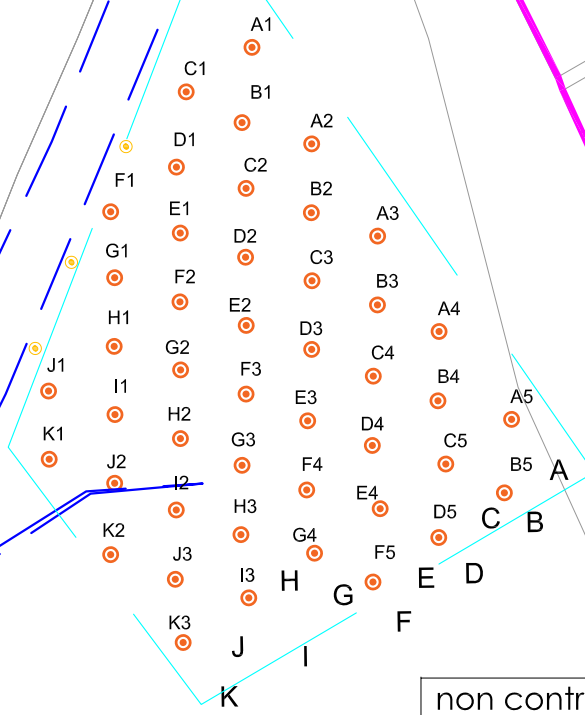 A1
C1
B1
A2
D1
C2
F1
B2
E1
A3
D2
G1
C3
F2
B3
E2
A4
H1
D3
G2
C4
J1
F3
I1
B4
E3
A5
H2
D4
K1
G3
C5
J2
F4
B5
A
I2
E4
H3
D5
C
B
K2
G4
J3
F5
I3
H
E
D
G
K3
F
J
I
K
non contr